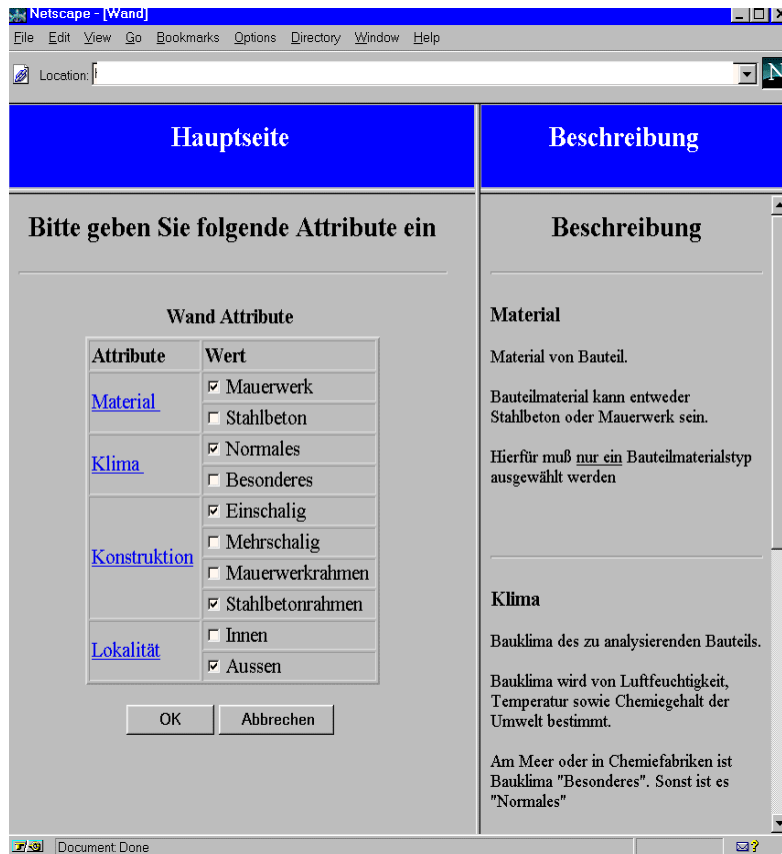 Netscape - [Wand]
File Edit View Go Bookmarks Options Directory Window Help
Location:
N
Hauptseite
Bitte geben Sie folgende Attribute ein
Wand Attribute
Attribute Wert
Material
Mauerwerk
Stahlbeton
Klima
Normales
Besonderes
Konstruktion
Einschalig
Mehrschalig
Mauerwerkrahmen
Stahlbetonrahmen
Lokalität
Innen
Aussen
OK Abbrechen
Beschreibung
Beschreibung
Material
Material von Bauteil.
Bauteilmaterial kann entweder
Stahlbeton oder Mauerwerk sein.
Hierfür muß nur ein Bauteilmaterialstyp
ausgewählt werden
Klima
Bauklima des zu analysierenden Bauteils.
Bauklima wird von Luftfeuchtigkeit,
Temperatur sowie Chemiegehalt der
Umwelt bestimmt.
Am Meer oder in Chemiefabriken ist
Bauklima "Besonderes". Sonst ist es
"Normales"
Document Done
?